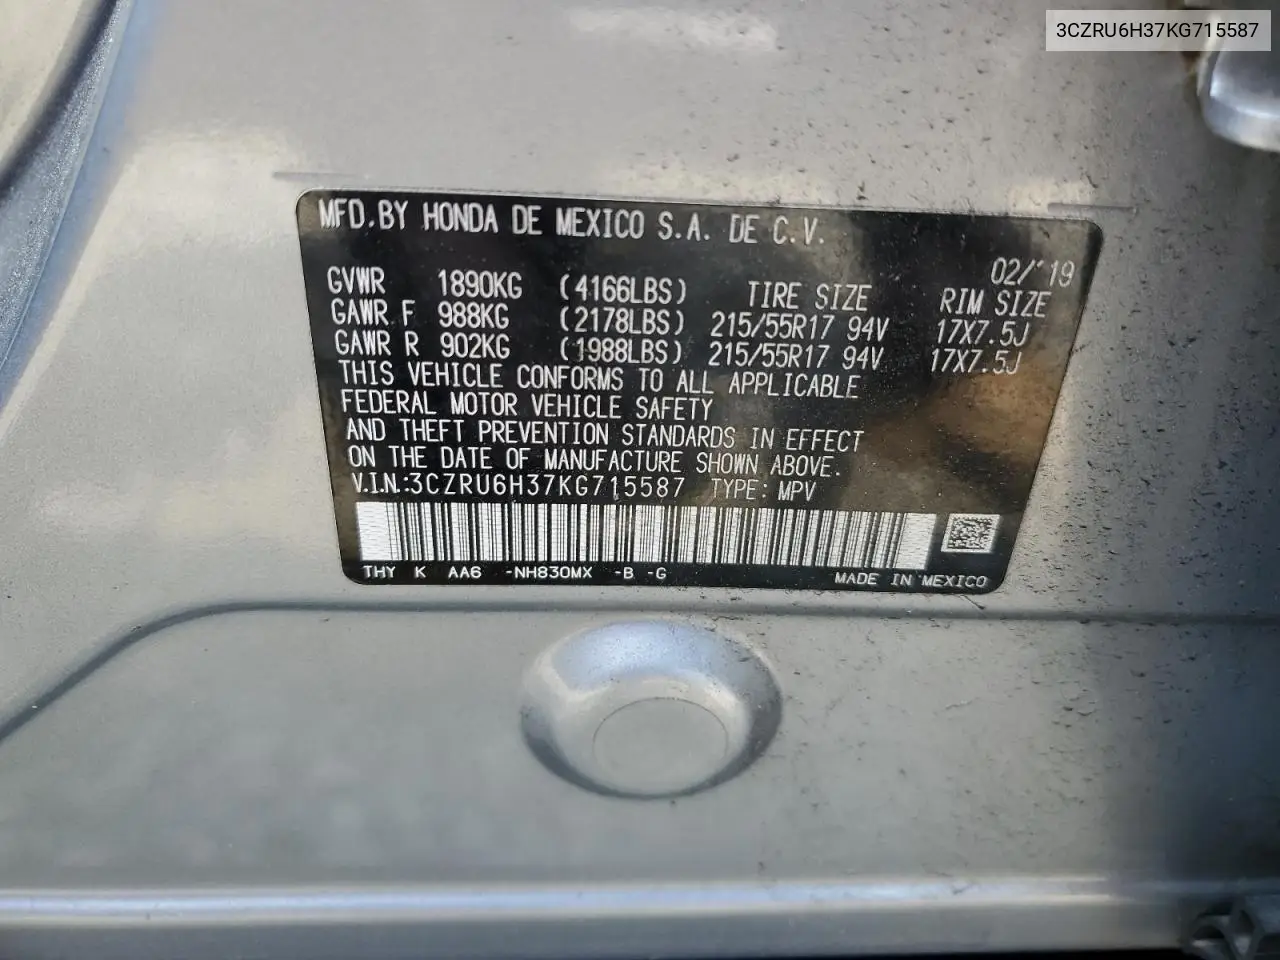 3CZRU6H37KG715587
MFD.BY HONDA DE MEXICO S.A. DE C.V.
02/'19
GVWR 1890KG (4166LBS) TIRE SIZE RIM SIZE
GAWR F 988KG (2178LBS) 215/55R17 94V 17X7.5J
GAWR R 902KG (1988LBS) 215/55R17 94V 17X7.5J
THIS VEHICLE CONFORMS TO ALL APPLICABLE
FEDERAL MOTOR VEHICLE SAFETY
AND THEFT PREVENTION STANDARDS IN EFFECT
ON THE DATE OF MANUFACTURE SHOWN ABOVE.
V.I.N.:3CZRU6H37KG715587 TYPE: MPV
THY K AA6 -NH830MX -B -G MADE IN MEXICO